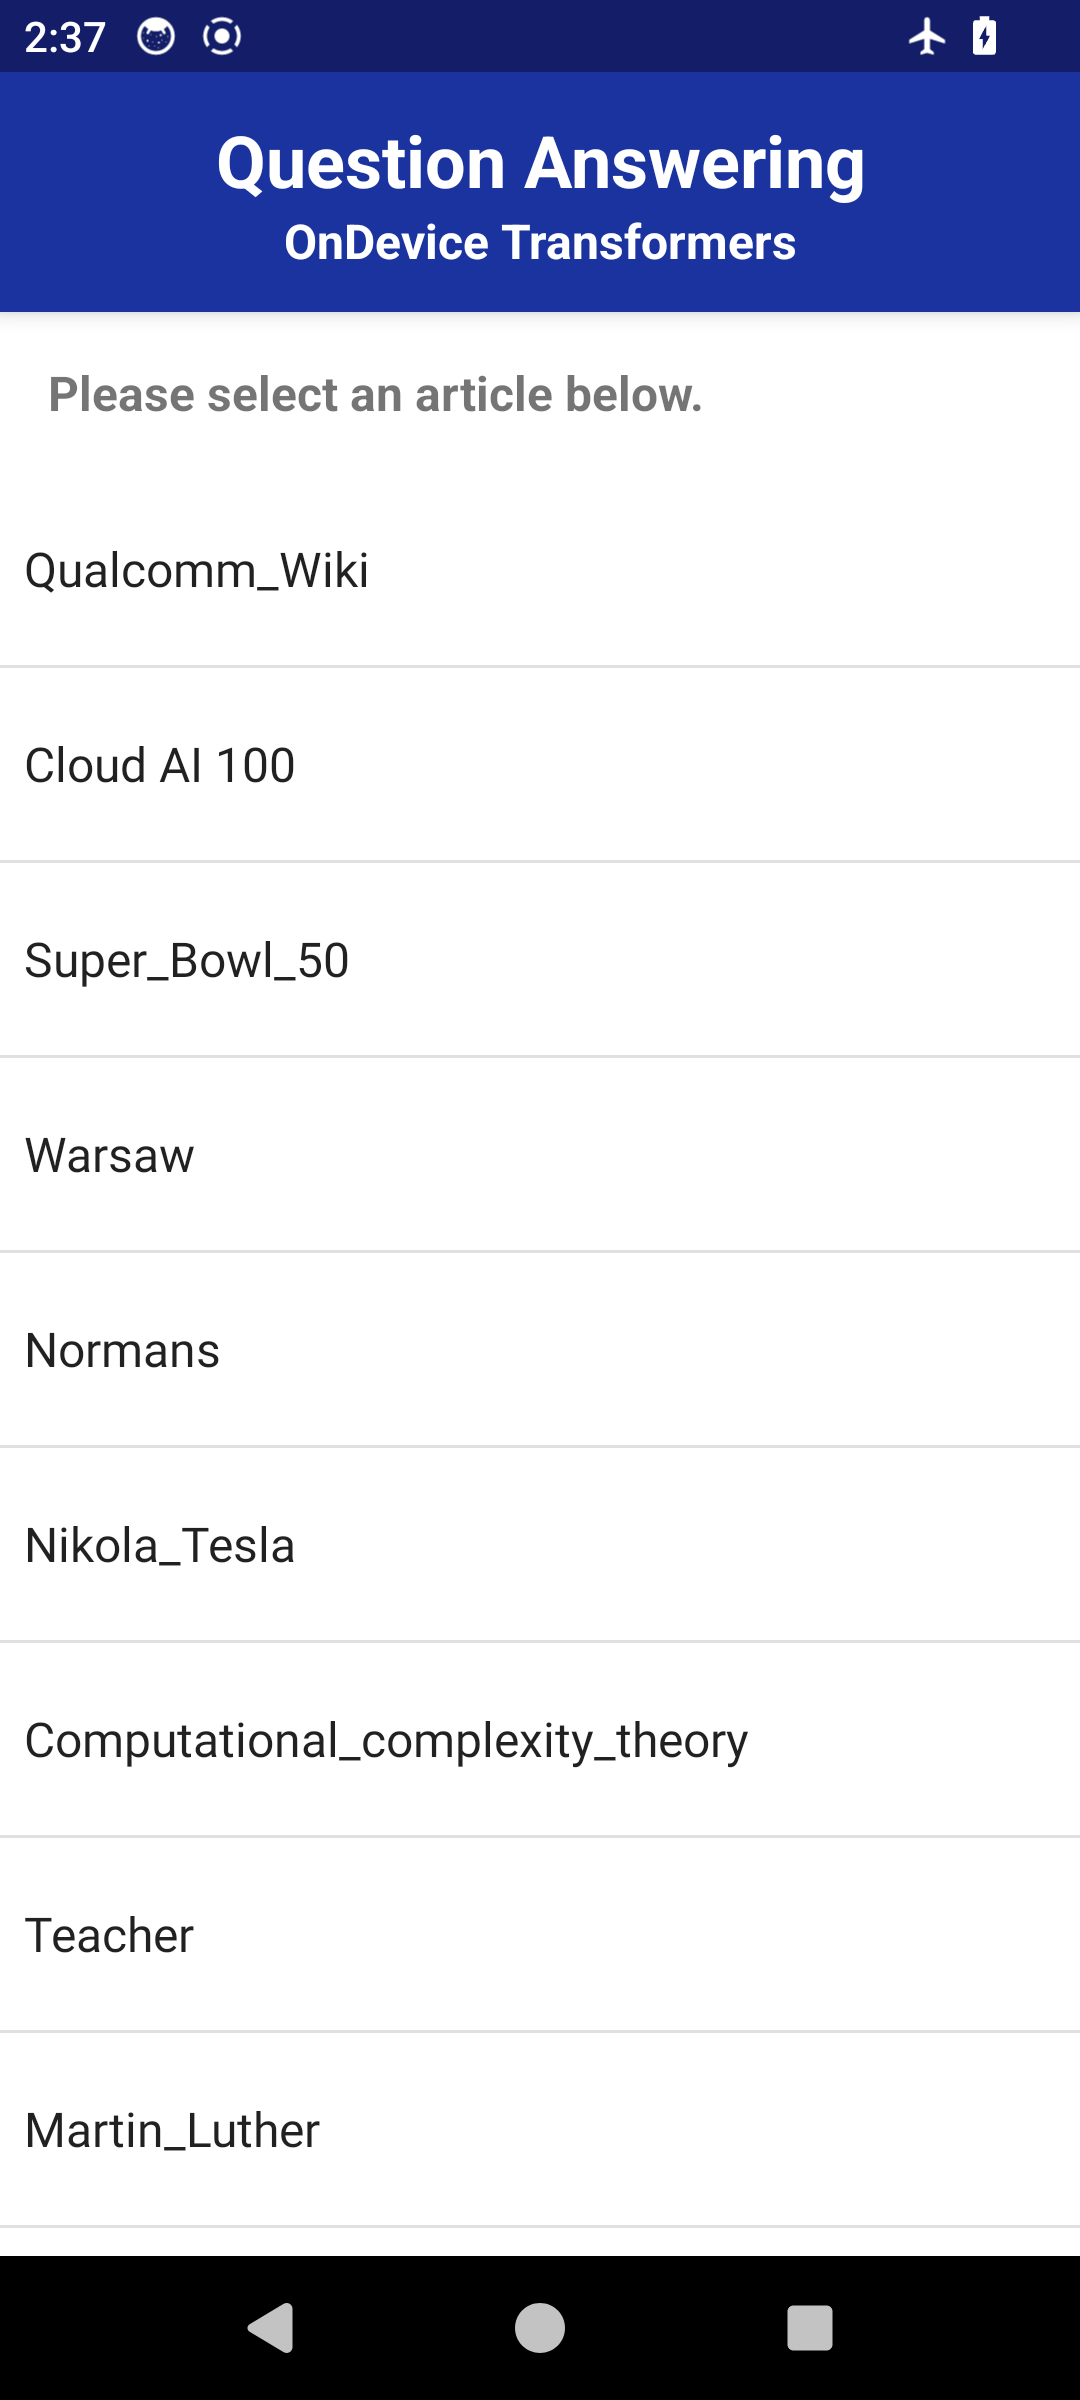 2:37
Question Answering
OnDevice Transformers
Please select an article below.
Qualcomm_Wiki
Cloud AI 100
Super_Bowl_50
Warsaw
Normans
Nikola_Tesla
Computational_complexity_theory
Teacher
Martin_Luther